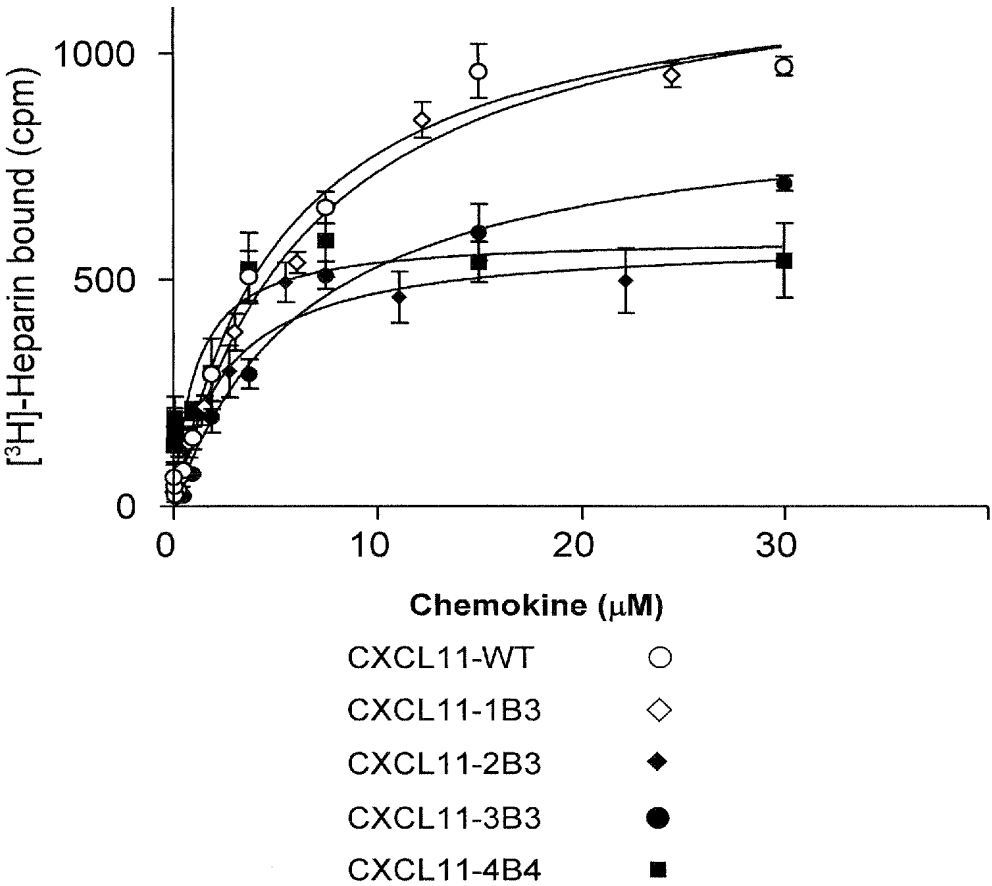 [³H]-Heparin bound (cpm)
1000
500
0
0 10 20 30
Chemokine (μM)
CXCL11-WT
CXCL11-1B3
CXCL11-2B3
CXCL11-3B3
CXCL11-4B4